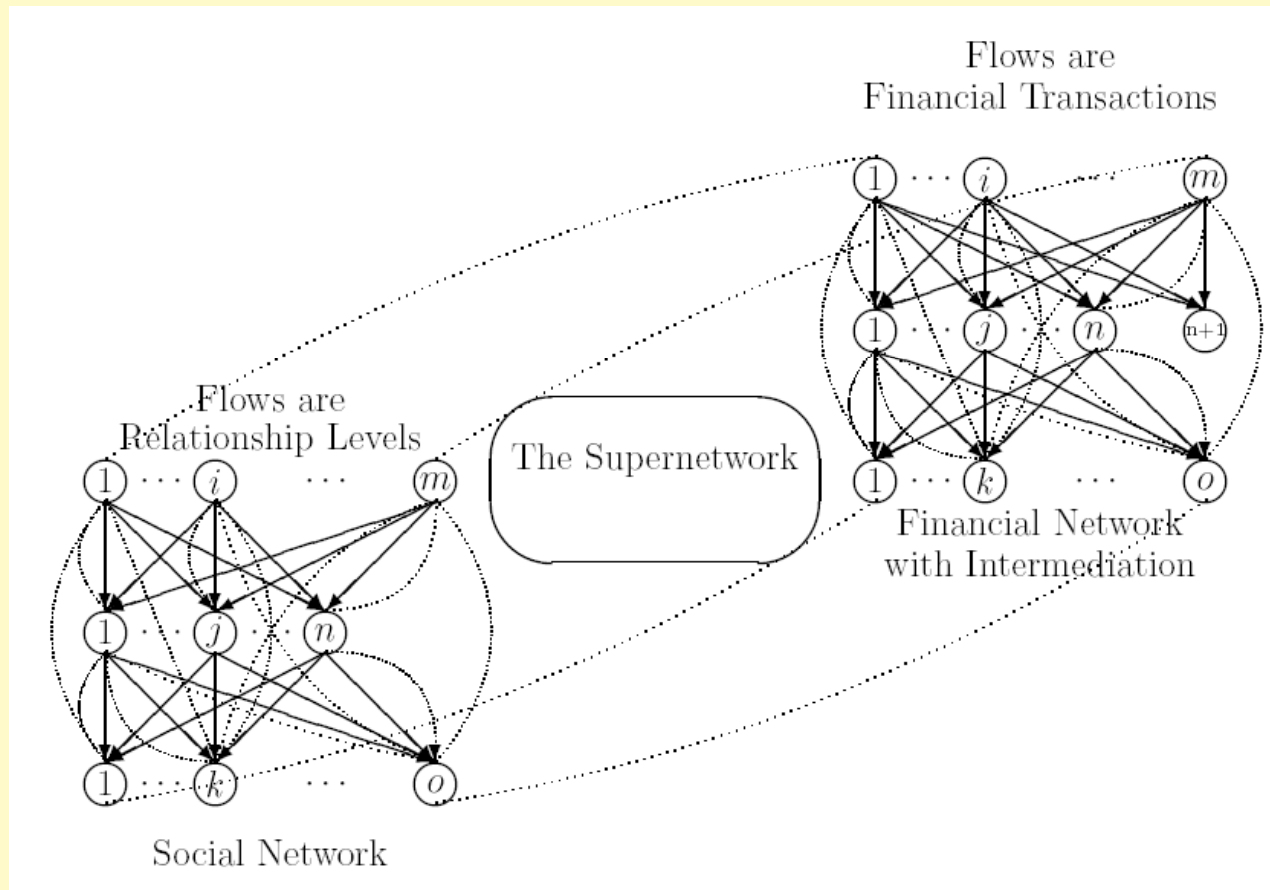 Flows are
Financial Transactions
1 ··· i ··· m
1 ··· j ··· n n+1
1 ··· k ··· o
Financial Network
with Intermediation
The Supernetwork
Flows are
Relationship Levels
1 ··· i ··· m
1 ··· j ··· n
1 ··· k ··· o
Social Network